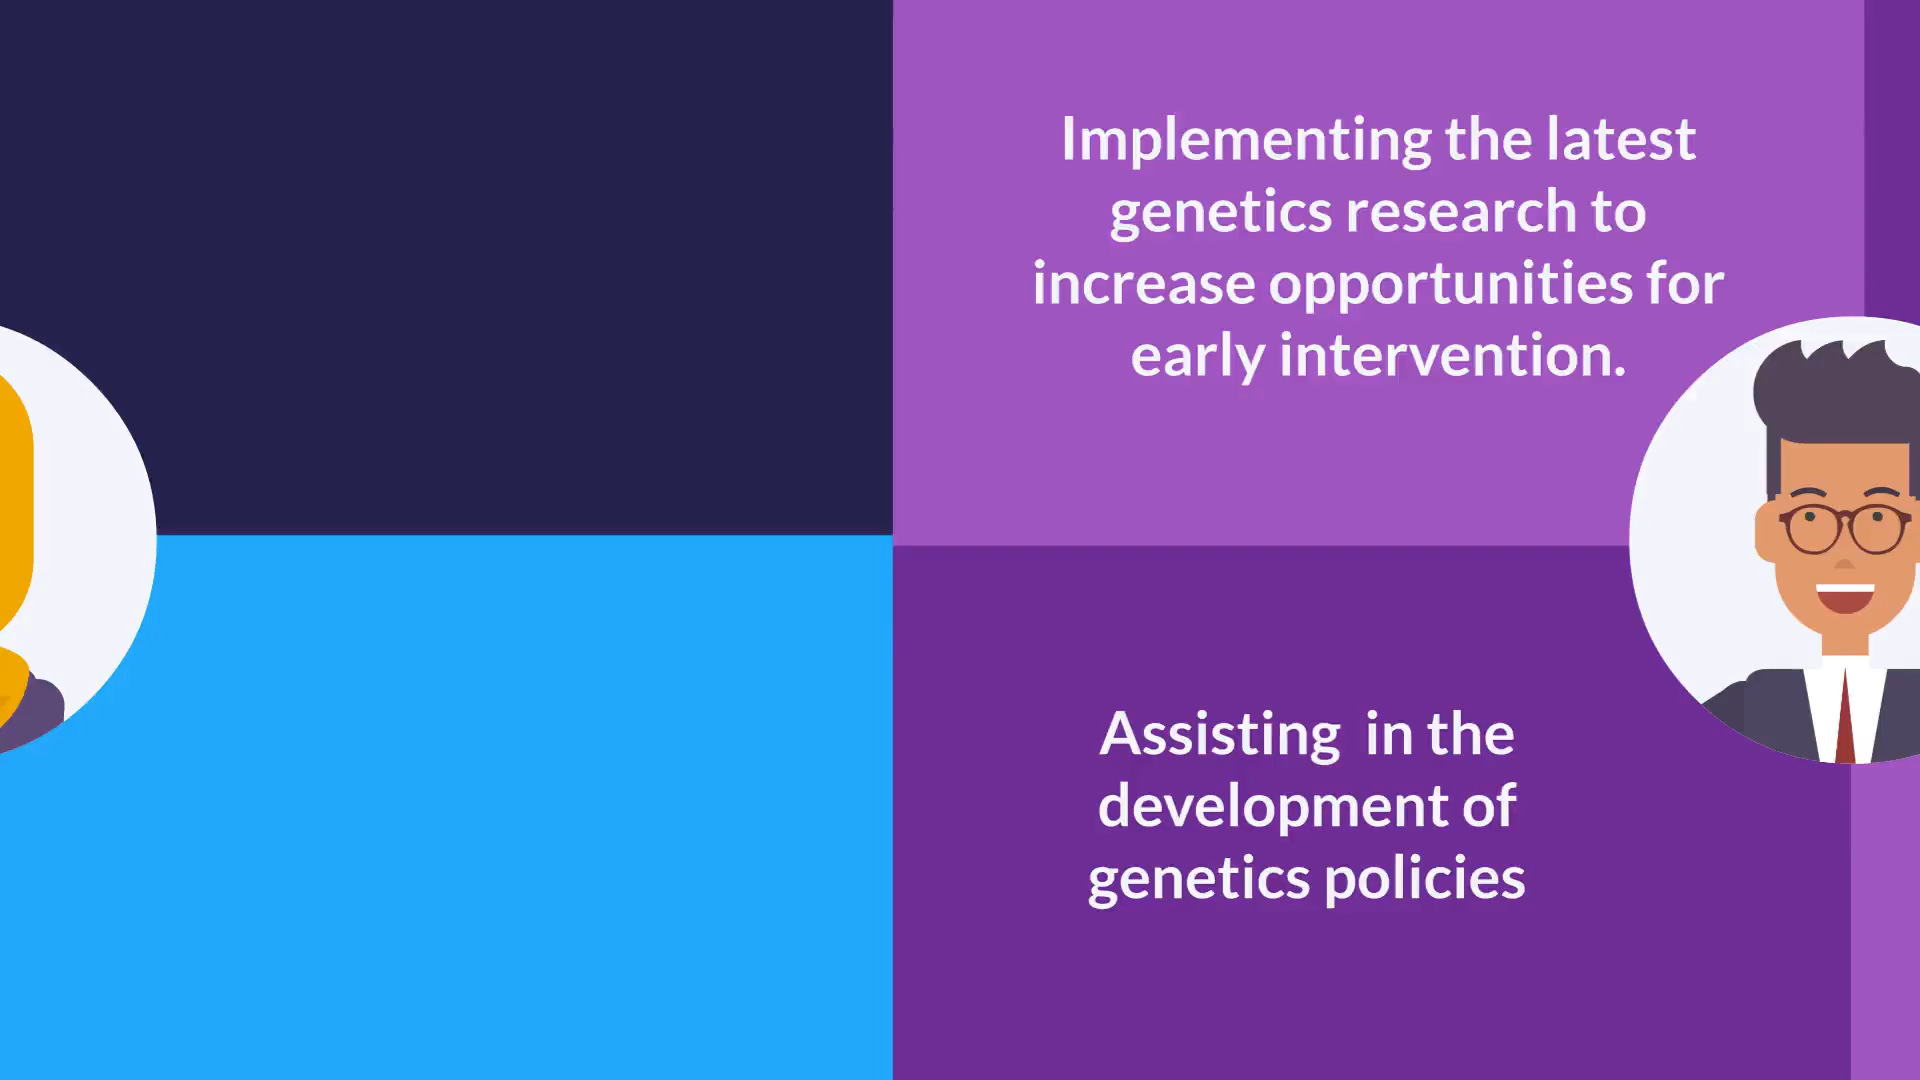 Implementing the latest
genetics research to
increase opportunities for
early intervention.
Assisting  in the
development of
genetics policies